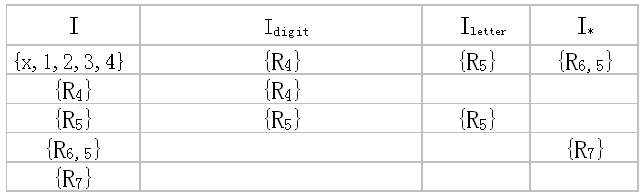 I I_digit I_letter I_*
{x,1,2,3,4} {R₄} {R₅} {R₆,₅}
{R₄} {R₄}
{R₅} {R₅} {R₅}
{R₆,₅} {R₇}
{R₇}